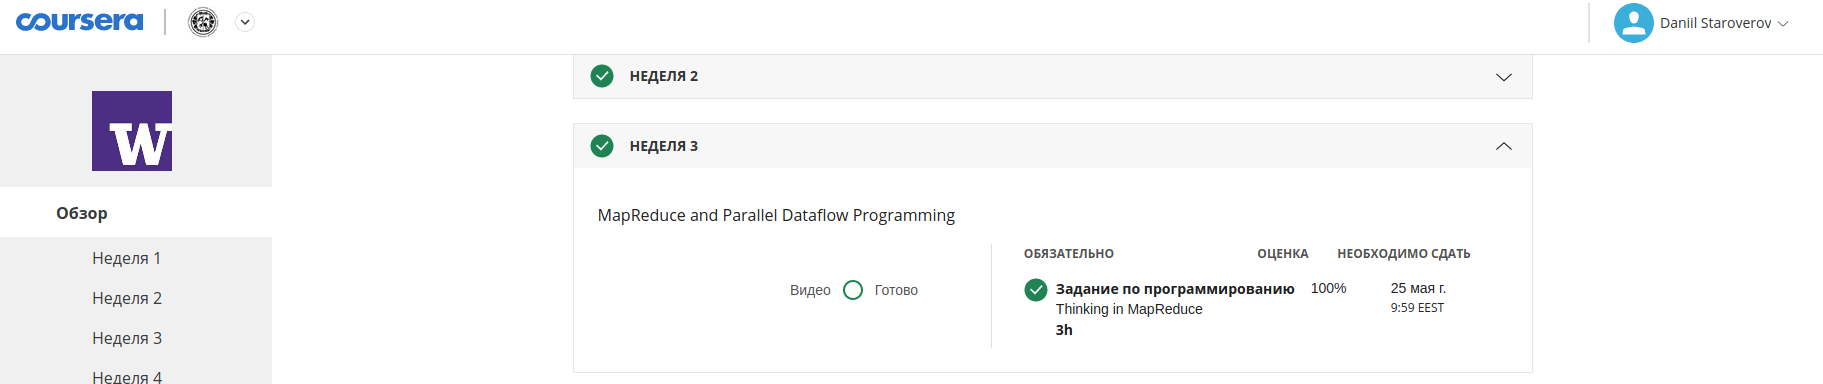 coursera
Daniil Staroverov
W
Обзор
Неделя 1
Неделя 2
Неделя 3
Неделя 4
НЕДЕЛЯ 2
НЕДЕЛЯ 3
MapReduce and Parallel Dataflow Programming
Видео Готово
ОБЯЗАТЕЛЬНО ОЦЕНКА НЕОБХОДИМО СДАТЬ
Задание по программированию 100% 25 мая г.
Thinking in MapReduce 9:59 EEST
3h